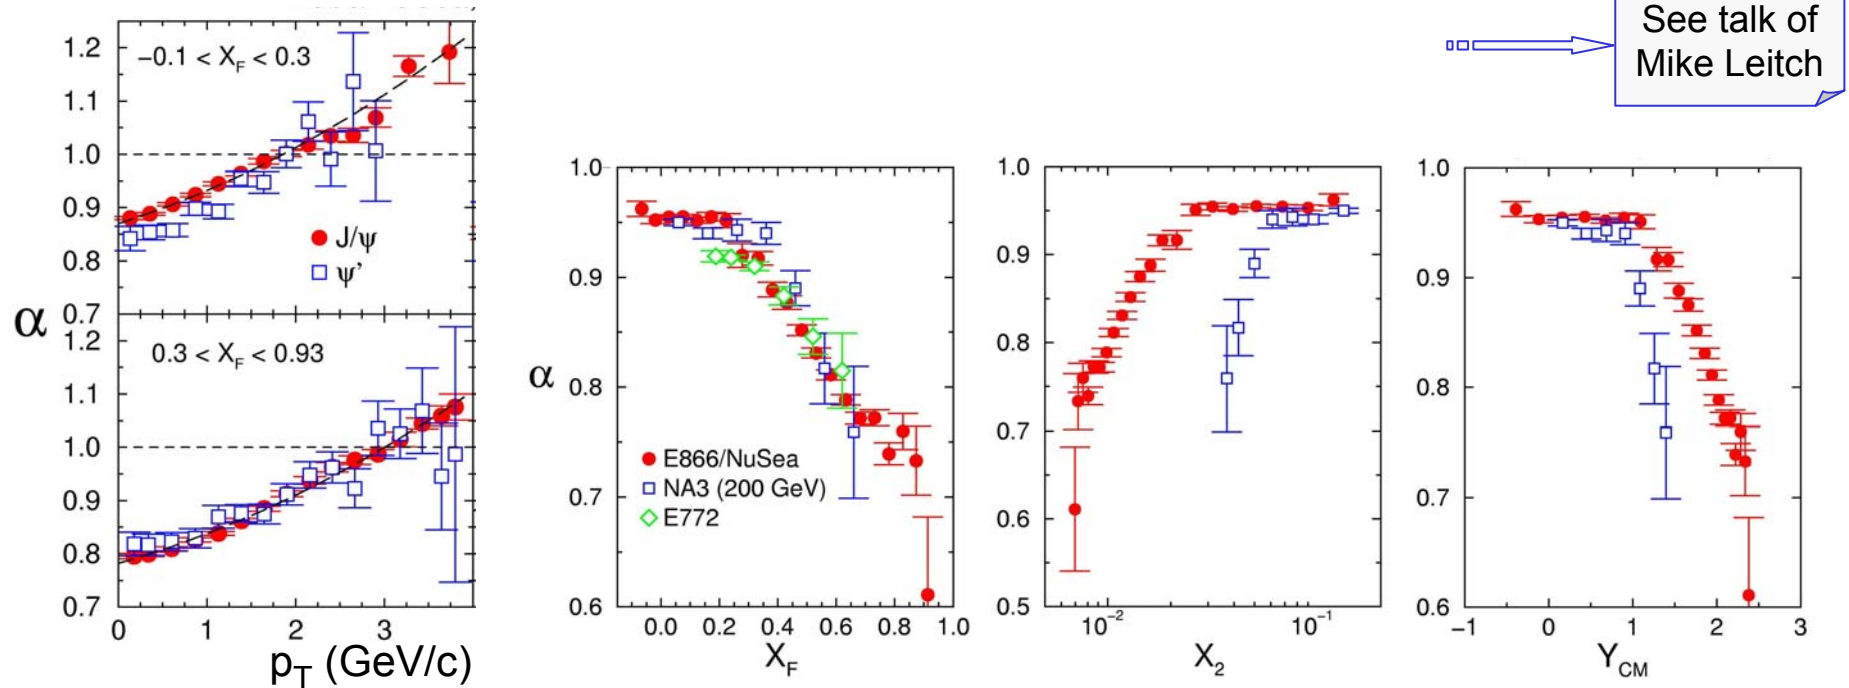 See talk of
Mike Leitch
−0.1 < X_F < 0.3
1.2
1.1
1.0
0.9
0.8
0.7
J/ψ
ψ’
α
0.3 < X_F < 0.93
1.2
1.1
1.0
0.9
0.8
0.7
0 1 2 3
p_T (GeV/c)
1.0
0.9
0.8
0.7
0.6
α
E866/NuSea
NA3 (200 GeV)
E772
0.0 0.2 0.4 0.6 0.8 1.0
X_F
1.0
0.9
0.8
0.7
0.6
0.5
10⁻² 10⁻¹
X₂
1.0
0.9
0.8
0.7
0.6
−1 0 1 2 3
Y_CM